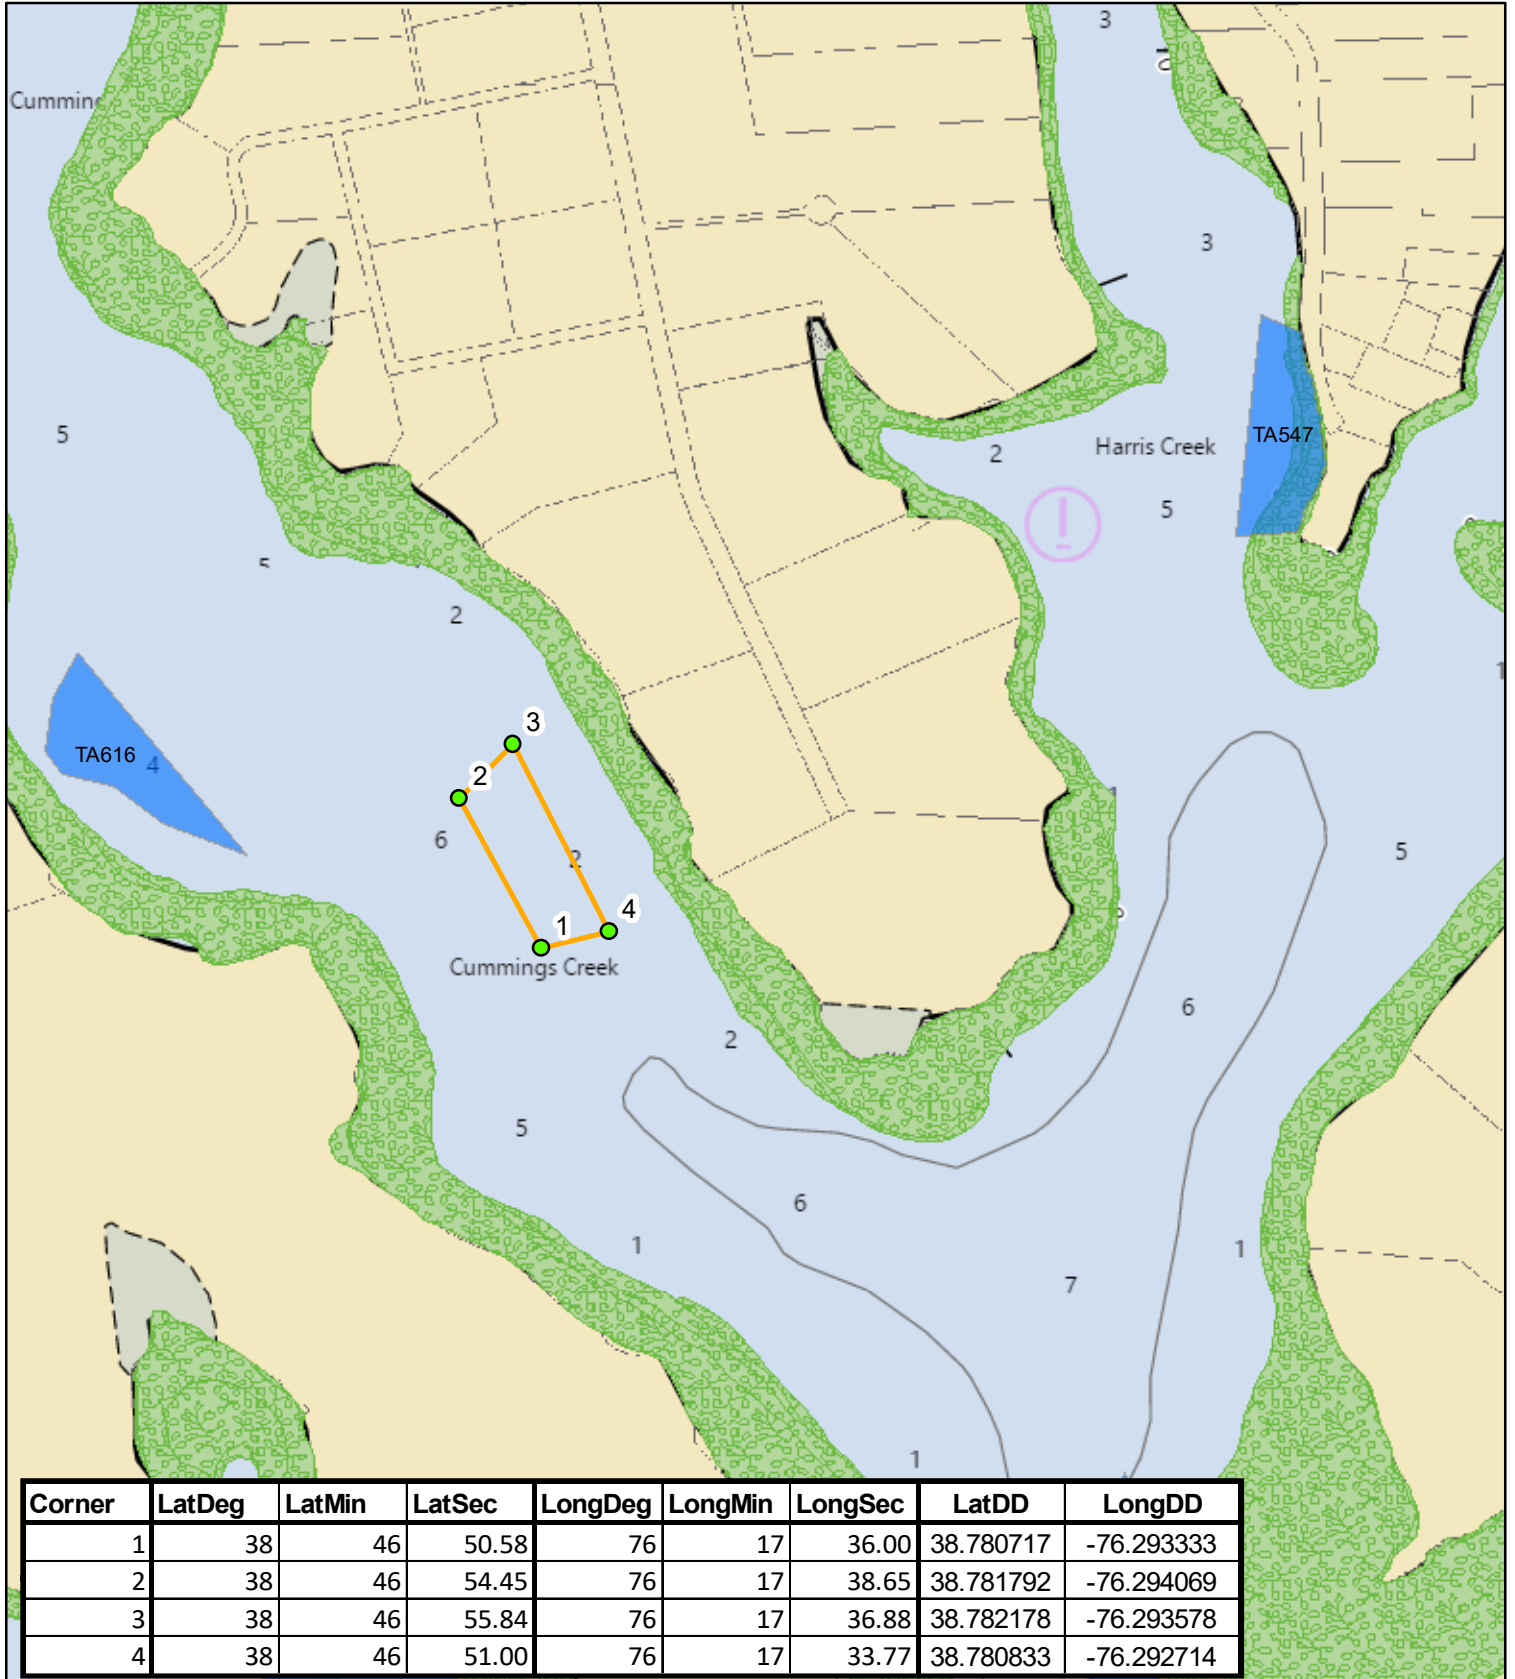 3
Cumming
3
5
2
Harris Creek
TA547
5
5
2
1
TA616
4
3
2
6
2
5
4
1
Cummings Creek
6
2
5
6
1
1
7
1
Corner LatDeg LatMin LatSec LongDeg LongMin LongSec LatDD LongDD
1 38 46 50.58 76 17 36.00 38.780717 -76.293333
2 38 46 54.45 76 17 38.65 38.781792 -76.294069
3 38 46 55.84 76 17 36.88 38.782178 -76.293578
4 38 46 51.00 76 17 33.77 38.780833 -76.292714